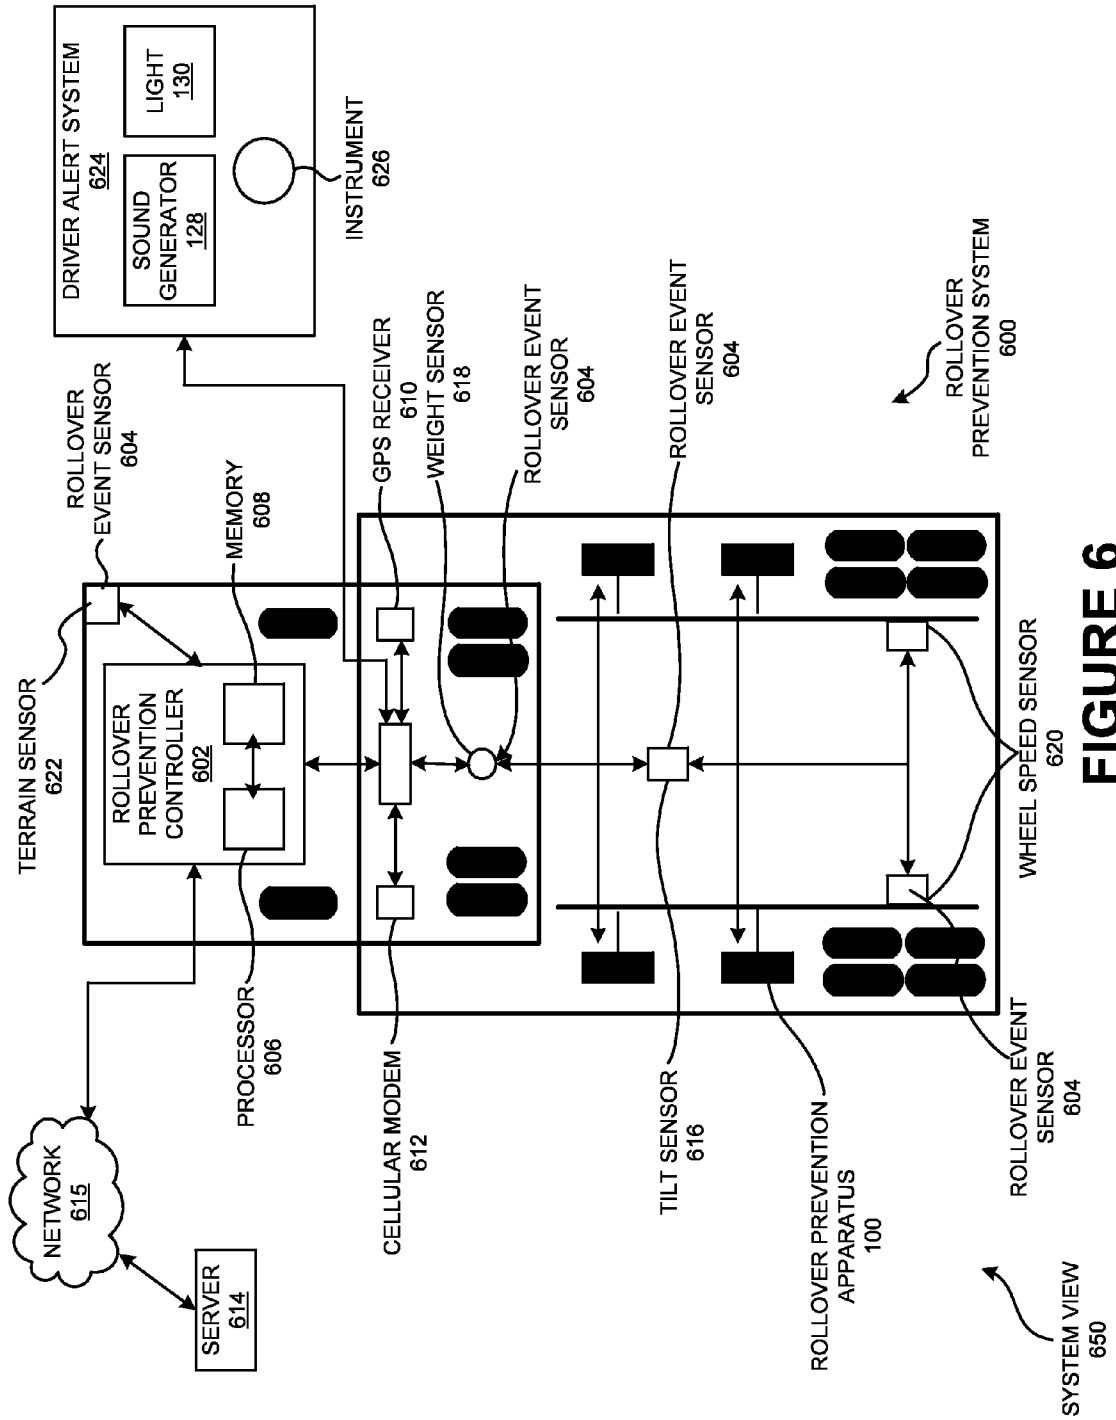 DRIVER ALERT SYSTEM
624
SOUND
GENERATOR
128
LIGHT
130
INSTRUMENT
626
NETWORK
615
SERVER
614
TERRAIN SENSOR
622
ROLLOVER
EVENT SENSOR
604
ROLLOVER
PREVENTION
CONTROLLER
602
PROCESSOR
606
MEMORY
608
CELLULAR MODEM
612
GPS RECEIVER
610
WEIGHT SENSOR
618
ROLLOVER EVENT
SENSOR
604
TILT SENSOR
616
ROLLOVER EVENT
SENSOR
604
ROLLOVER PREVENTION
APPARATUS
100
ROLLOVER EVENT
SENSOR
604
WHEEL SPEED SENSOR
620
ROLLOVER
PREVENTION SYSTEM
600
SYSTEM VIEW
650
FIGURE 6